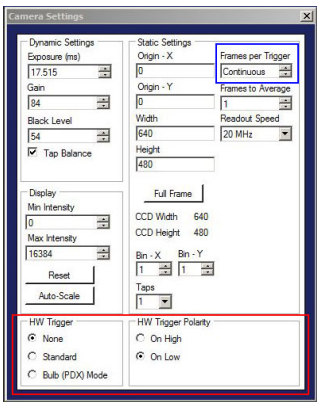 Camera Settings
Dynamic Settings
Exposure (ms)
17.515
Gain
84
Black Level
54
Tap Balance
Display
Min Intensity
0
Max Intensity
16384
Reset
Auto-Scale
Static Settings
Origin - X
0
Origin - Y
0
Width
640
Height
480
Frames per Trigger
Continuous
Frames to Average
1
Readout Speed
20 MHz
Full Frame
CCD Width 640
CCD Height 480
Bin - X Bin - Y
1 1
Taps
1
HW Trigger
None
Standard
Bulb (PDX) Mode
HW Trigger Polarity
On High
On Low